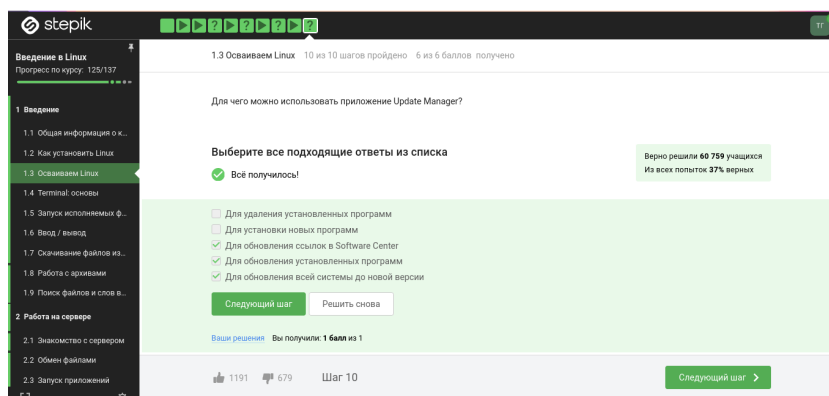 stepik
?
?
?
?
ТГ
Введение в Linux
Прогресс по курсу: 125/137
1 Введение
1.1 Общая информация о к...
1.2 Как установить Linux
1.3 Осваиваем Linux
1.4 Terminal: основы
1.5 Запуск исполняемых ф...
1.6 Ввод / вывод
1.7 Скачивание файлов из...
1.8 Работа с архивами
1.9 Поиск файлов и слов в...
2 Работа на сервере
2.1 Знакомство с сервером
2.2 Обмен файлами
2.3 Запуск приложений
1.3 Осваиваем Linux 10 из 10 шагов пройдено 6 из 6 баллов получено
Для чего можно использовать приложение Update Manager?
Выберите все подходящие ответы из списка
Всё получилось!
Верно решили 60 759 учащихся
Из всех попыток 37% верных
Для удаления установленных программ
Для установки новых программ
Для обновления ссылок в Software Center
Для обновления установленных программ
Для обновления всей системы до новой версии
Следующий шаг Решить снова
Ваши решения Вы получили: 1 балл из 1
1191 679 Шаг 10 Следующий шаг